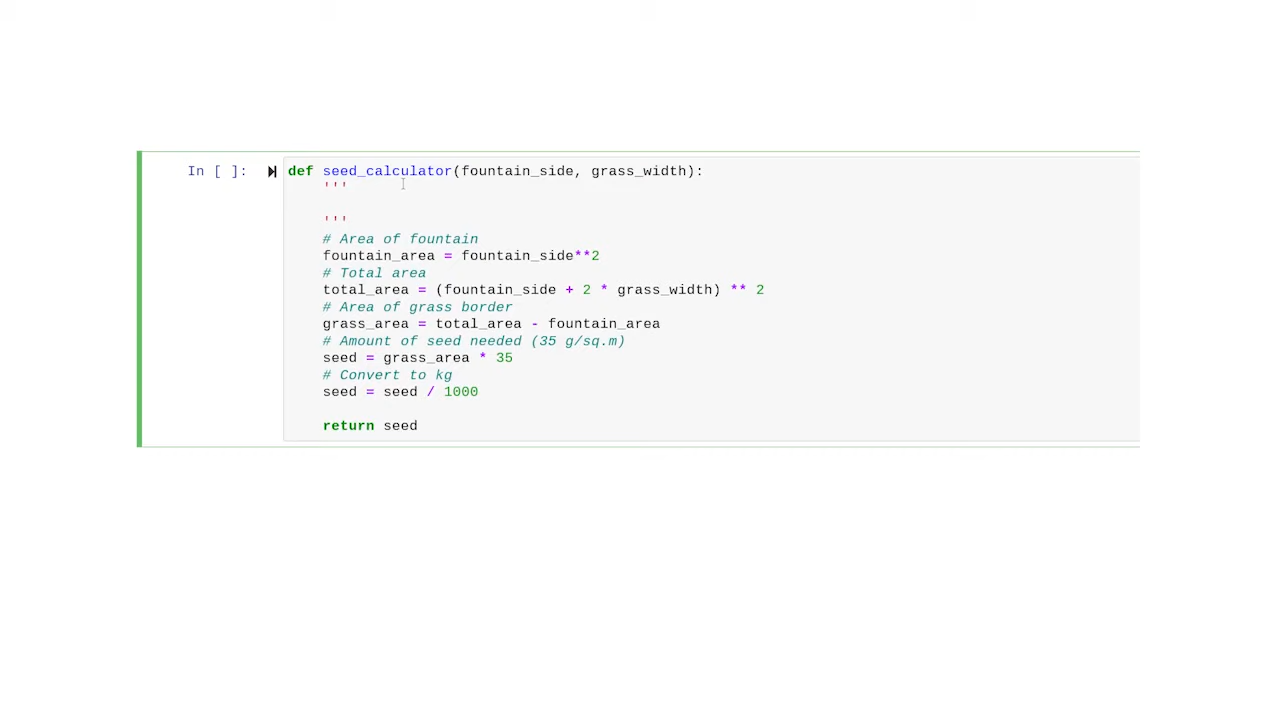 In [ ]: def seed_calculator(fountain_side, grass_width):
'''
'''
# Area of fountain
fountain_area = fountain_side**2
# Total area
total_area = (fountain_side + 2 * grass_width) ** 2
# Area of grass border
grass_area = total_area - fountain_area
# Amount of seed needed (35 g/sq.m)
seed = grass_area * 35
# Convert to kg
seed = seed / 1000
return seed